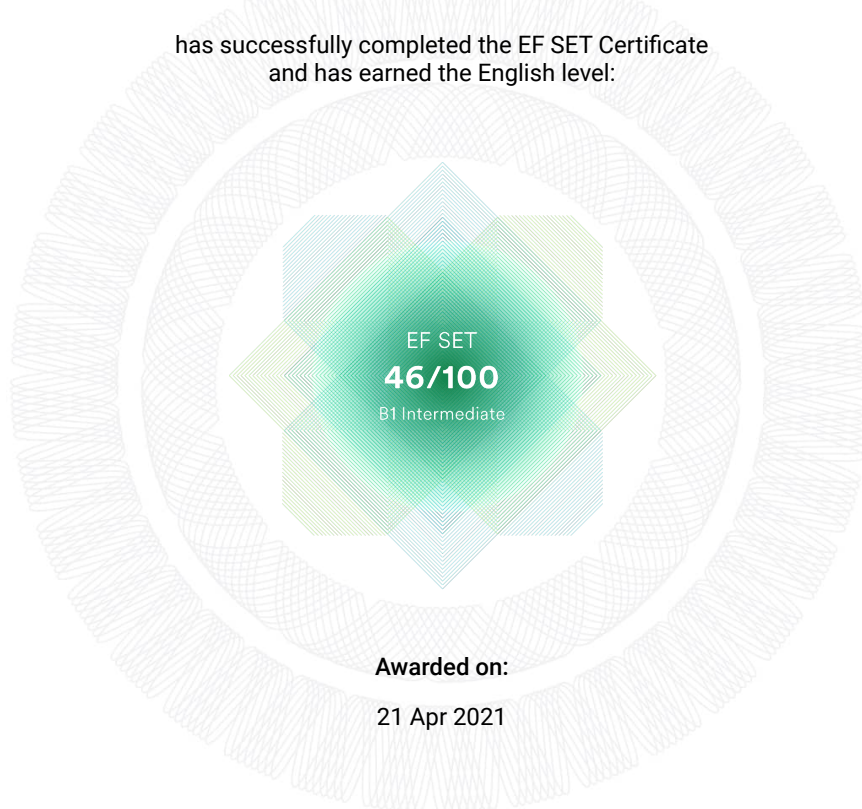 has successfully completed the EF SET Certificate
and has earned the English level:
EF SET
46/100
B1 Intermediate
Awarded on:
21 Apr 2021